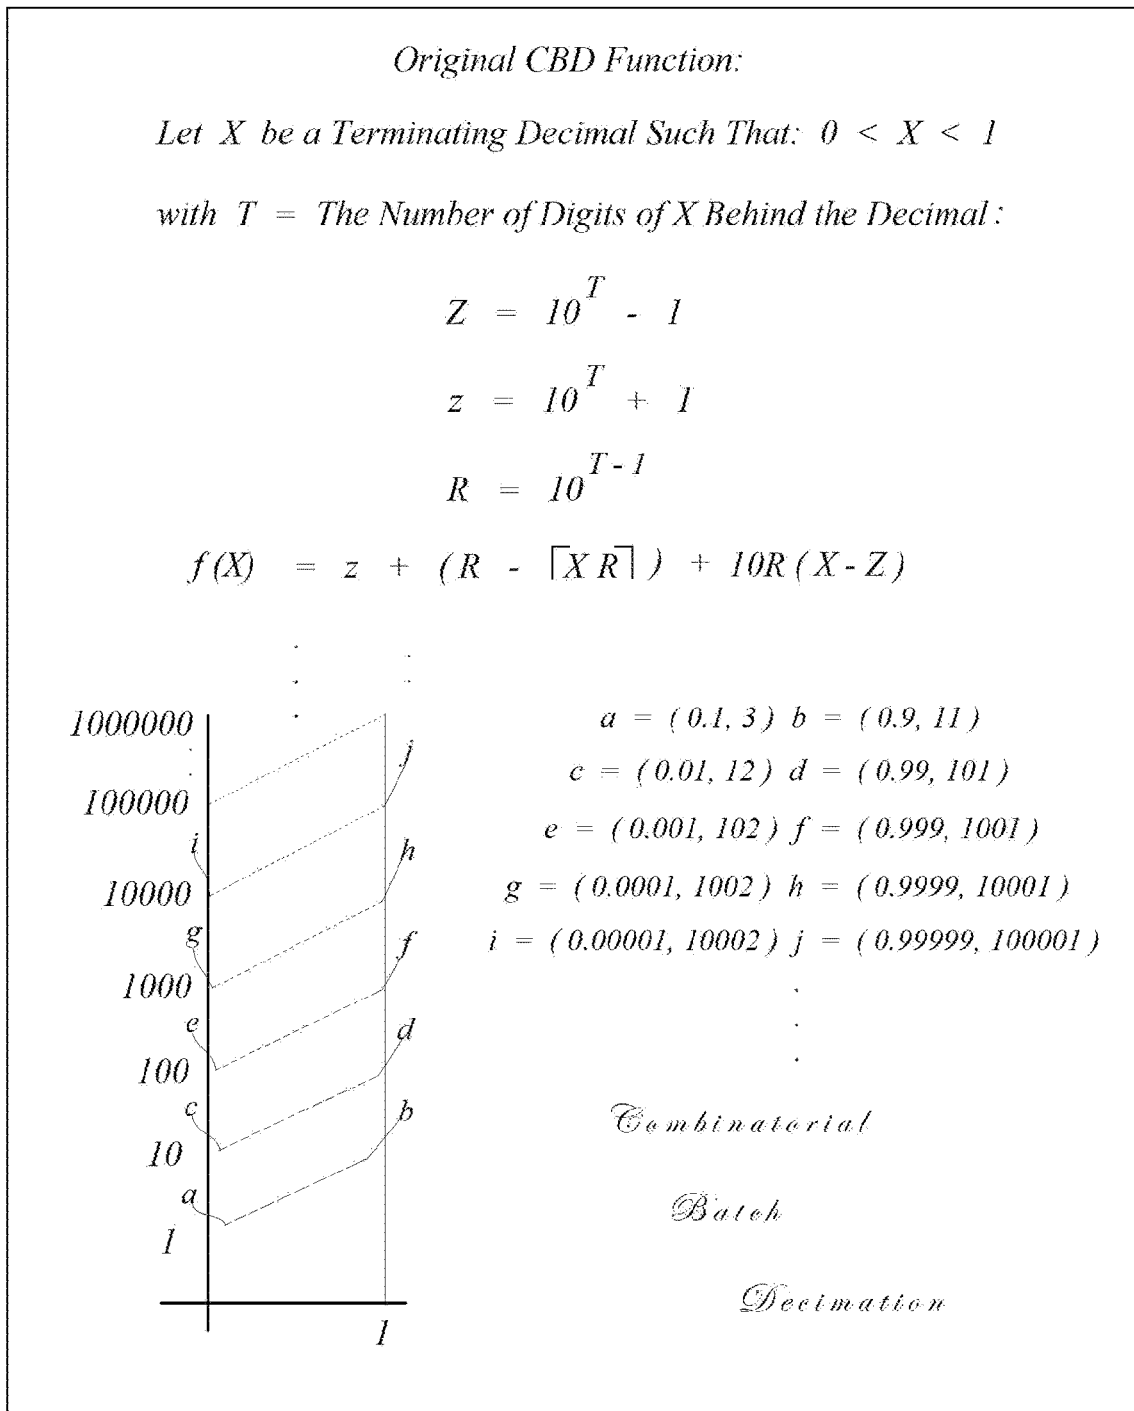 Original CBD Function:
Let X be a Terminating Decimal Such That: 0 < X < 1
with T = The Number of Digits of X Behind the Decimal :
Z = 10^T - 1
z = 10^T + 1
R = 10^{T - 1}
f(X) = z + ( R - ⌈X R⌉ ) + 10R ( X - Z )
1000000
100000
10000
1000
100
10
1
1
i
g
e
c
a
j
h
f
d
b
a = ( 0.1, 3 ) b = ( 0.9, 11 )
c = ( 0.01, 12 ) d = ( 0.99, 101 )
e = ( 0.001, 102 ) f = ( 0.999, 1001 )
g = ( 0.0001, 1002 ) h = ( 0.9999, 10001 )
i = ( 0.00001, 10002 ) j = ( 0.99999, 100001 )
Combinatorial
Batch
Decimation